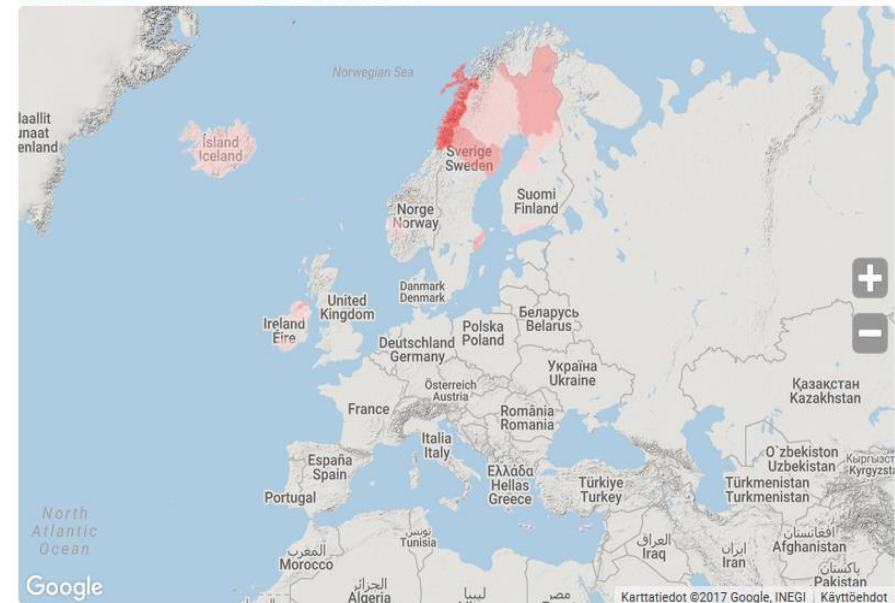 Norwegian Sea
laallit
unaat
enland
Ísland
Iceland
Sverige
Sweden
Suomi
Finland
Norge
Norway
Danmark
Denmark
United
Kingdom
Ireland
Éire
Беларусь
Belarus
Polska
Poland
Deutschland
Germany
Україна
Ukraine
Österreich
Austria
Қазақстан
Kazakhstan
France
România
Romania
Italia
Italy
España
Spain
Portugal
Ελλάδα
Hellas
Greece
Türkiye
Turkey
O`zbekiston
Uzbekistan
Кыргызст
Kyrgyzsta
Türkmenistan
Turkmenistan
North
Atlantic
Ocean
تونس
Tunisia
المغرب
Morocco
العراق
Iraq
ایران
Iran
افغانستان
Afghanistan
پاکستان
Pakistan
الجزائر
Algeria
ليبيا
مصر
Google
Karttatiedot ©2017 Google, INEGI
Käyttöehdot